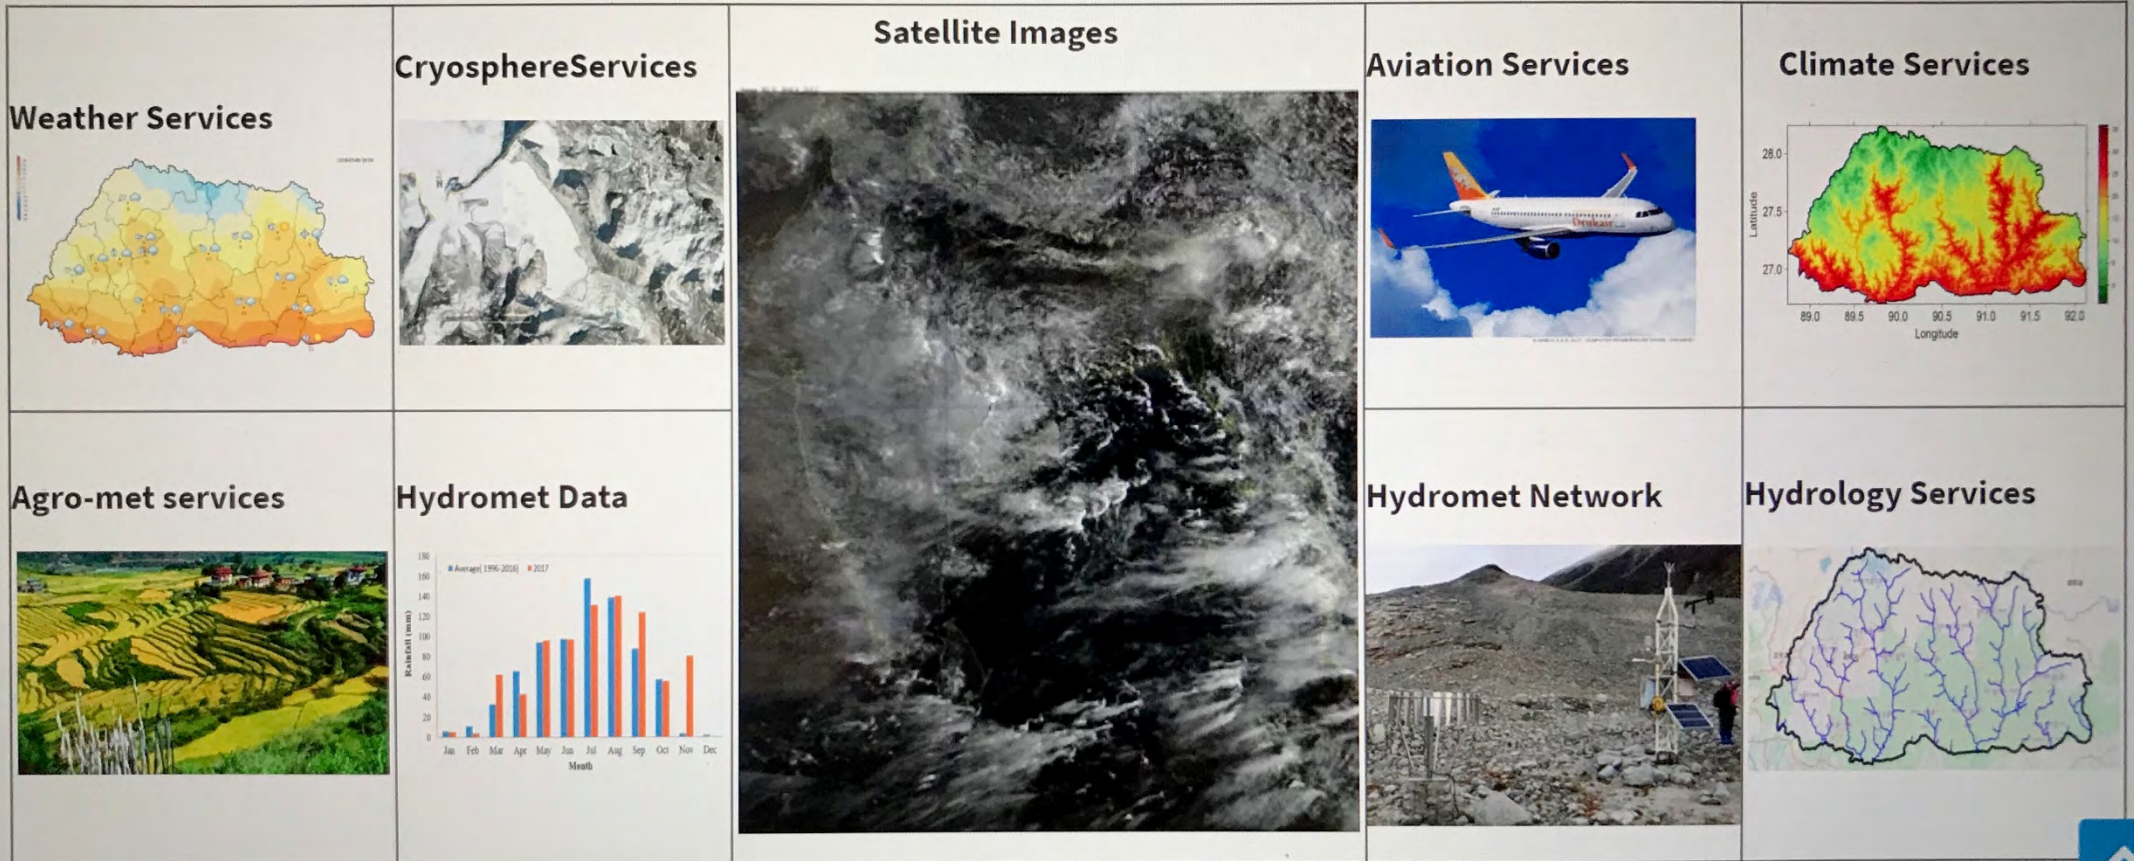 Satellite Images
CryosphereServices
Aviation Services
Climate Services
Weather Services
Drukair
28.0
27.5
27.0
Latitude
89.0 89.5 90.0 90.5 91.0 91.5 92.0
Longitude
Agro-met services
Hydromet Data
Hydromet Network
Hydrology Services
Average(1996-2016) 2017
180
160
140
120
100
80
60
40
20
0
Rainfall (mm)
Jan Feb Mar Apr May Jun Jul Aug Sep Oct Nov Dec
Month